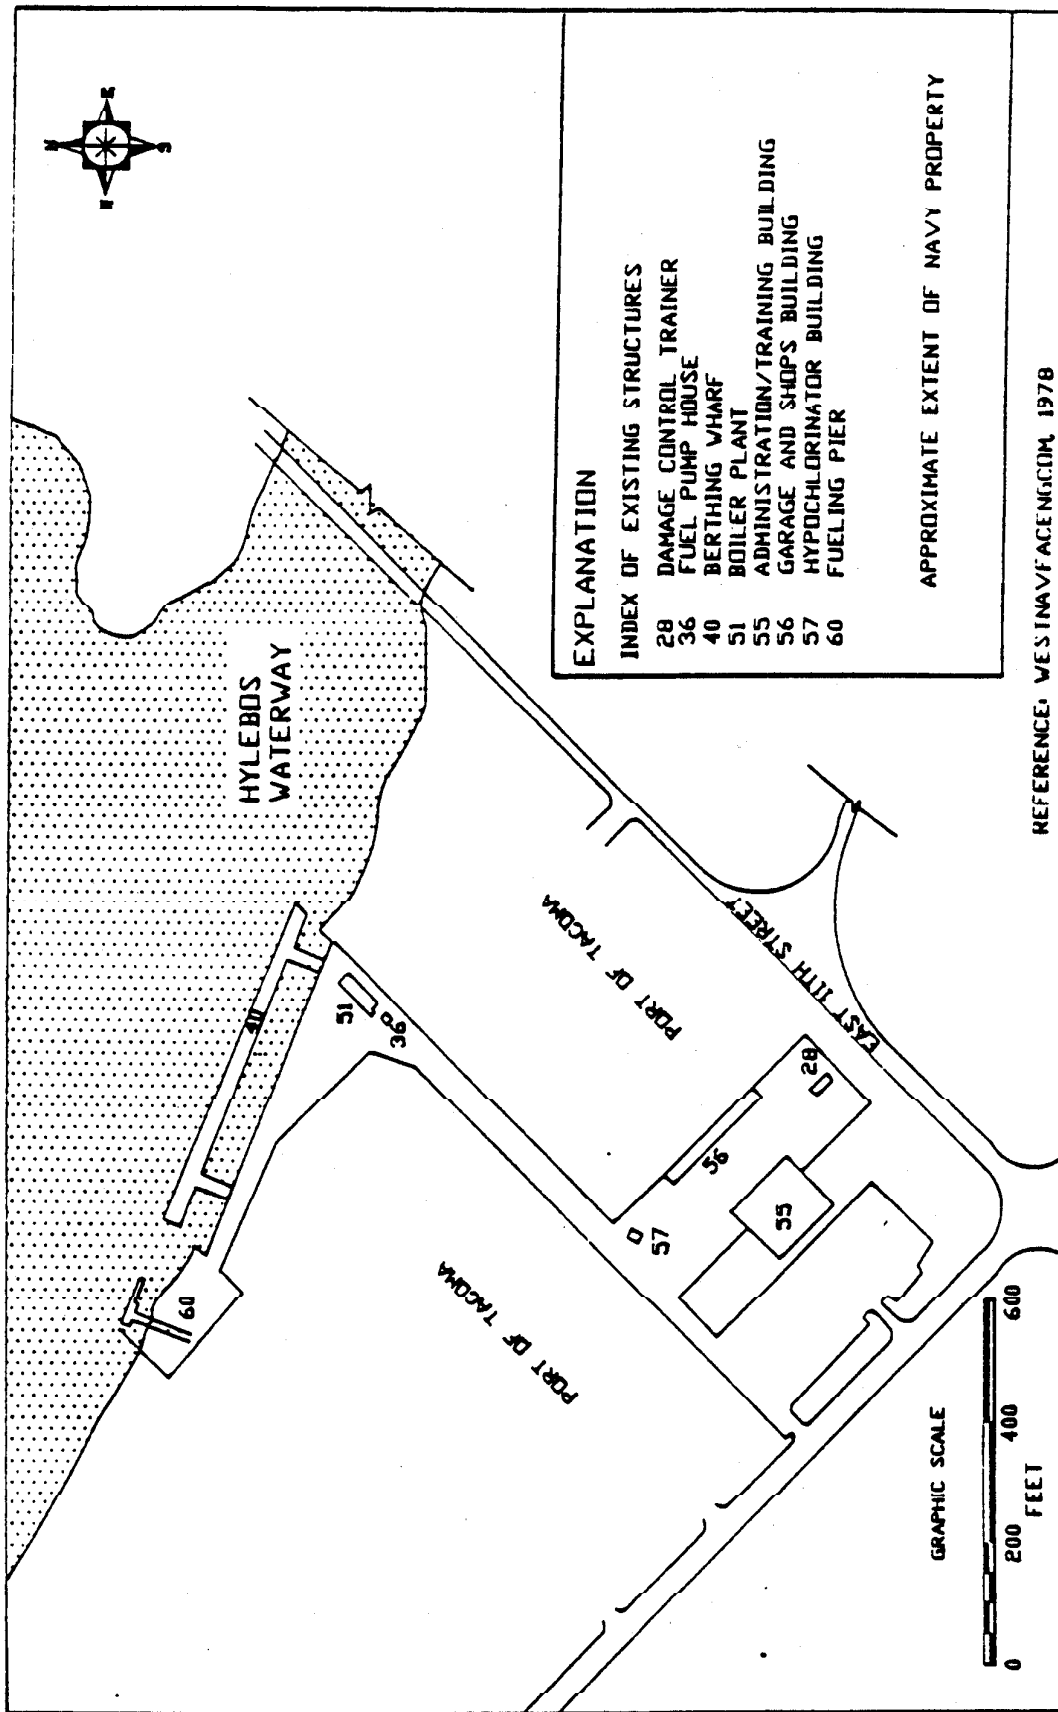 N
W
E
S
HYLEBOS
WATERWAY
60
40
51
36
PORT OF TACOMA
PORT OF TACOMA
57
56
55
28
EAST 11TH STREET
EXPLANATION
INDEX OF EXISTING STRUCTURES
28 DAMAGE CONTROL TRAINER
36 FUEL PUMP HOUSE
40 BERTHING WHARF
51 BOILER PLANT
55 ADMINISTRATION/TRAINING BUILDING
56 GARAGE AND SHOPS BUILDING
57 HYPOCHLORINATOR BUILDING
60 FUELING PIER
APPROXIMATE EXTENT OF NAVY PROPERTY
GRAPHIC SCALE
0 200 400 600
FEET
REFERENCE: WESTNAVFACENGCOM, 1978